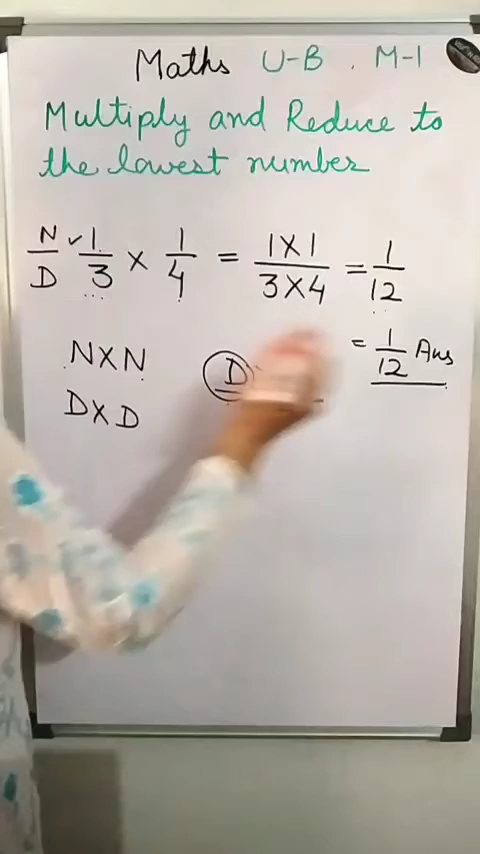 Maths U-B. M-1
Multiply and Reduce to
the lowest number
N/D ✓ 1/3 × 1/4 = 1×1/3×4 = 1/12
= 1/12 Ans
N×N
D
D×D